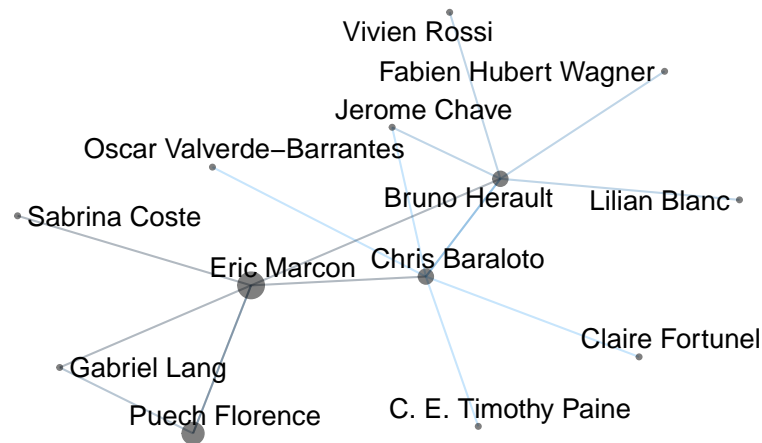 Vivien Rossi
Fabien Hubert Wagner
Jerome Chave
Oscar Valverde−Barrantes
Bruno Herault
Lilian Blanc
Sabrina Coste
Eric Marcon
Chris Baraloto
Claire Fortunel
Gabriel Lang
Puech Florence
C. E. Timothy Paine